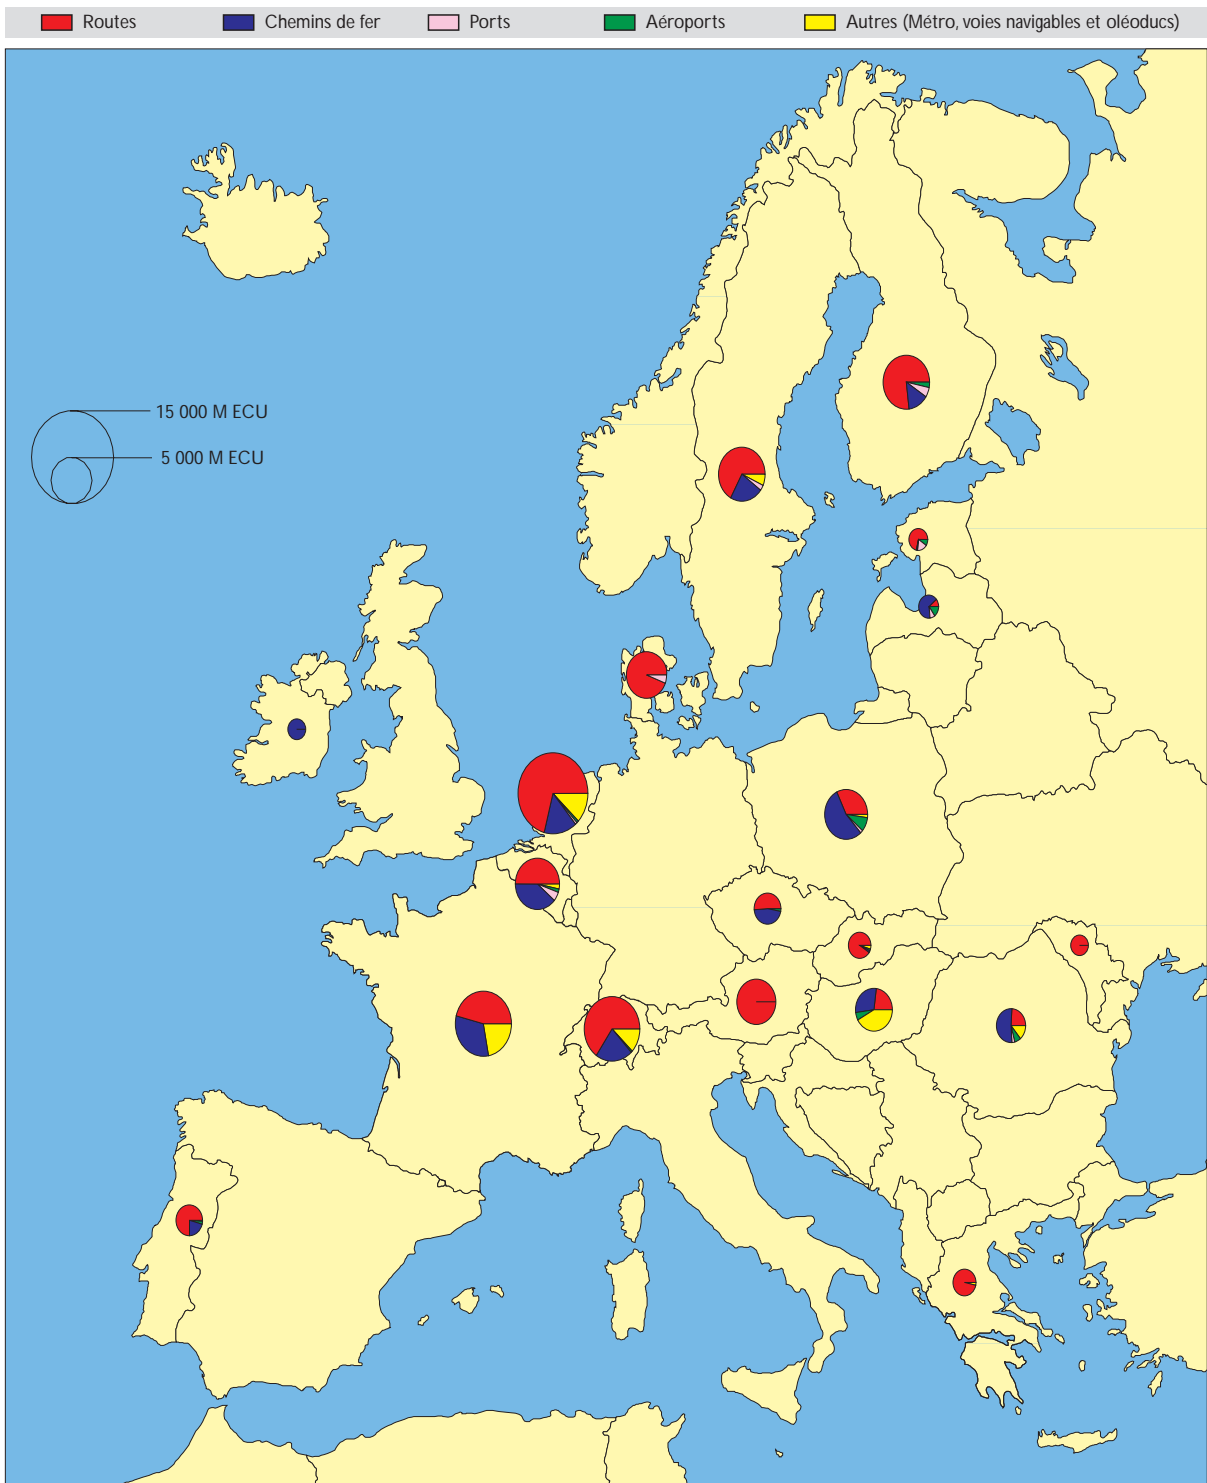 Routes Chemins de fer Ports Aéroports Autres (Métro, voies navigables et oléoducs)
15 000 M ECU
5 000 M ECU